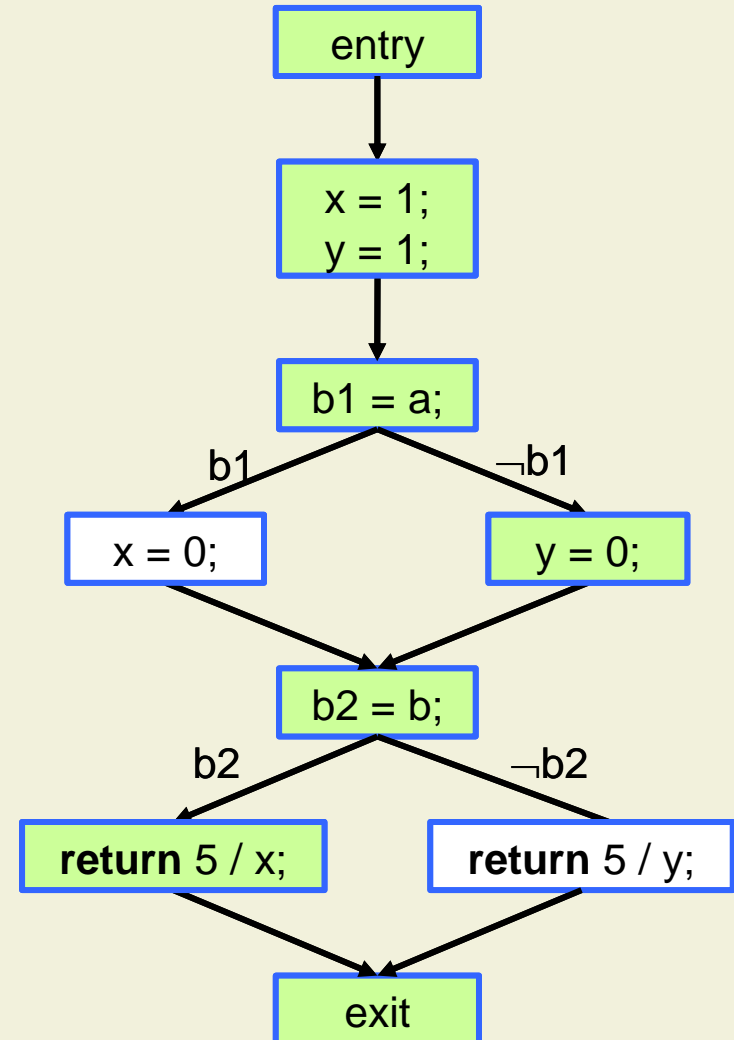 entry
x = 1;
y = 1;
b1 = a;
b1
¬b1
x = 0;
y = 0;
b2 = b;
b2
¬b2
return 5 / x;
return 5 / y;
exit